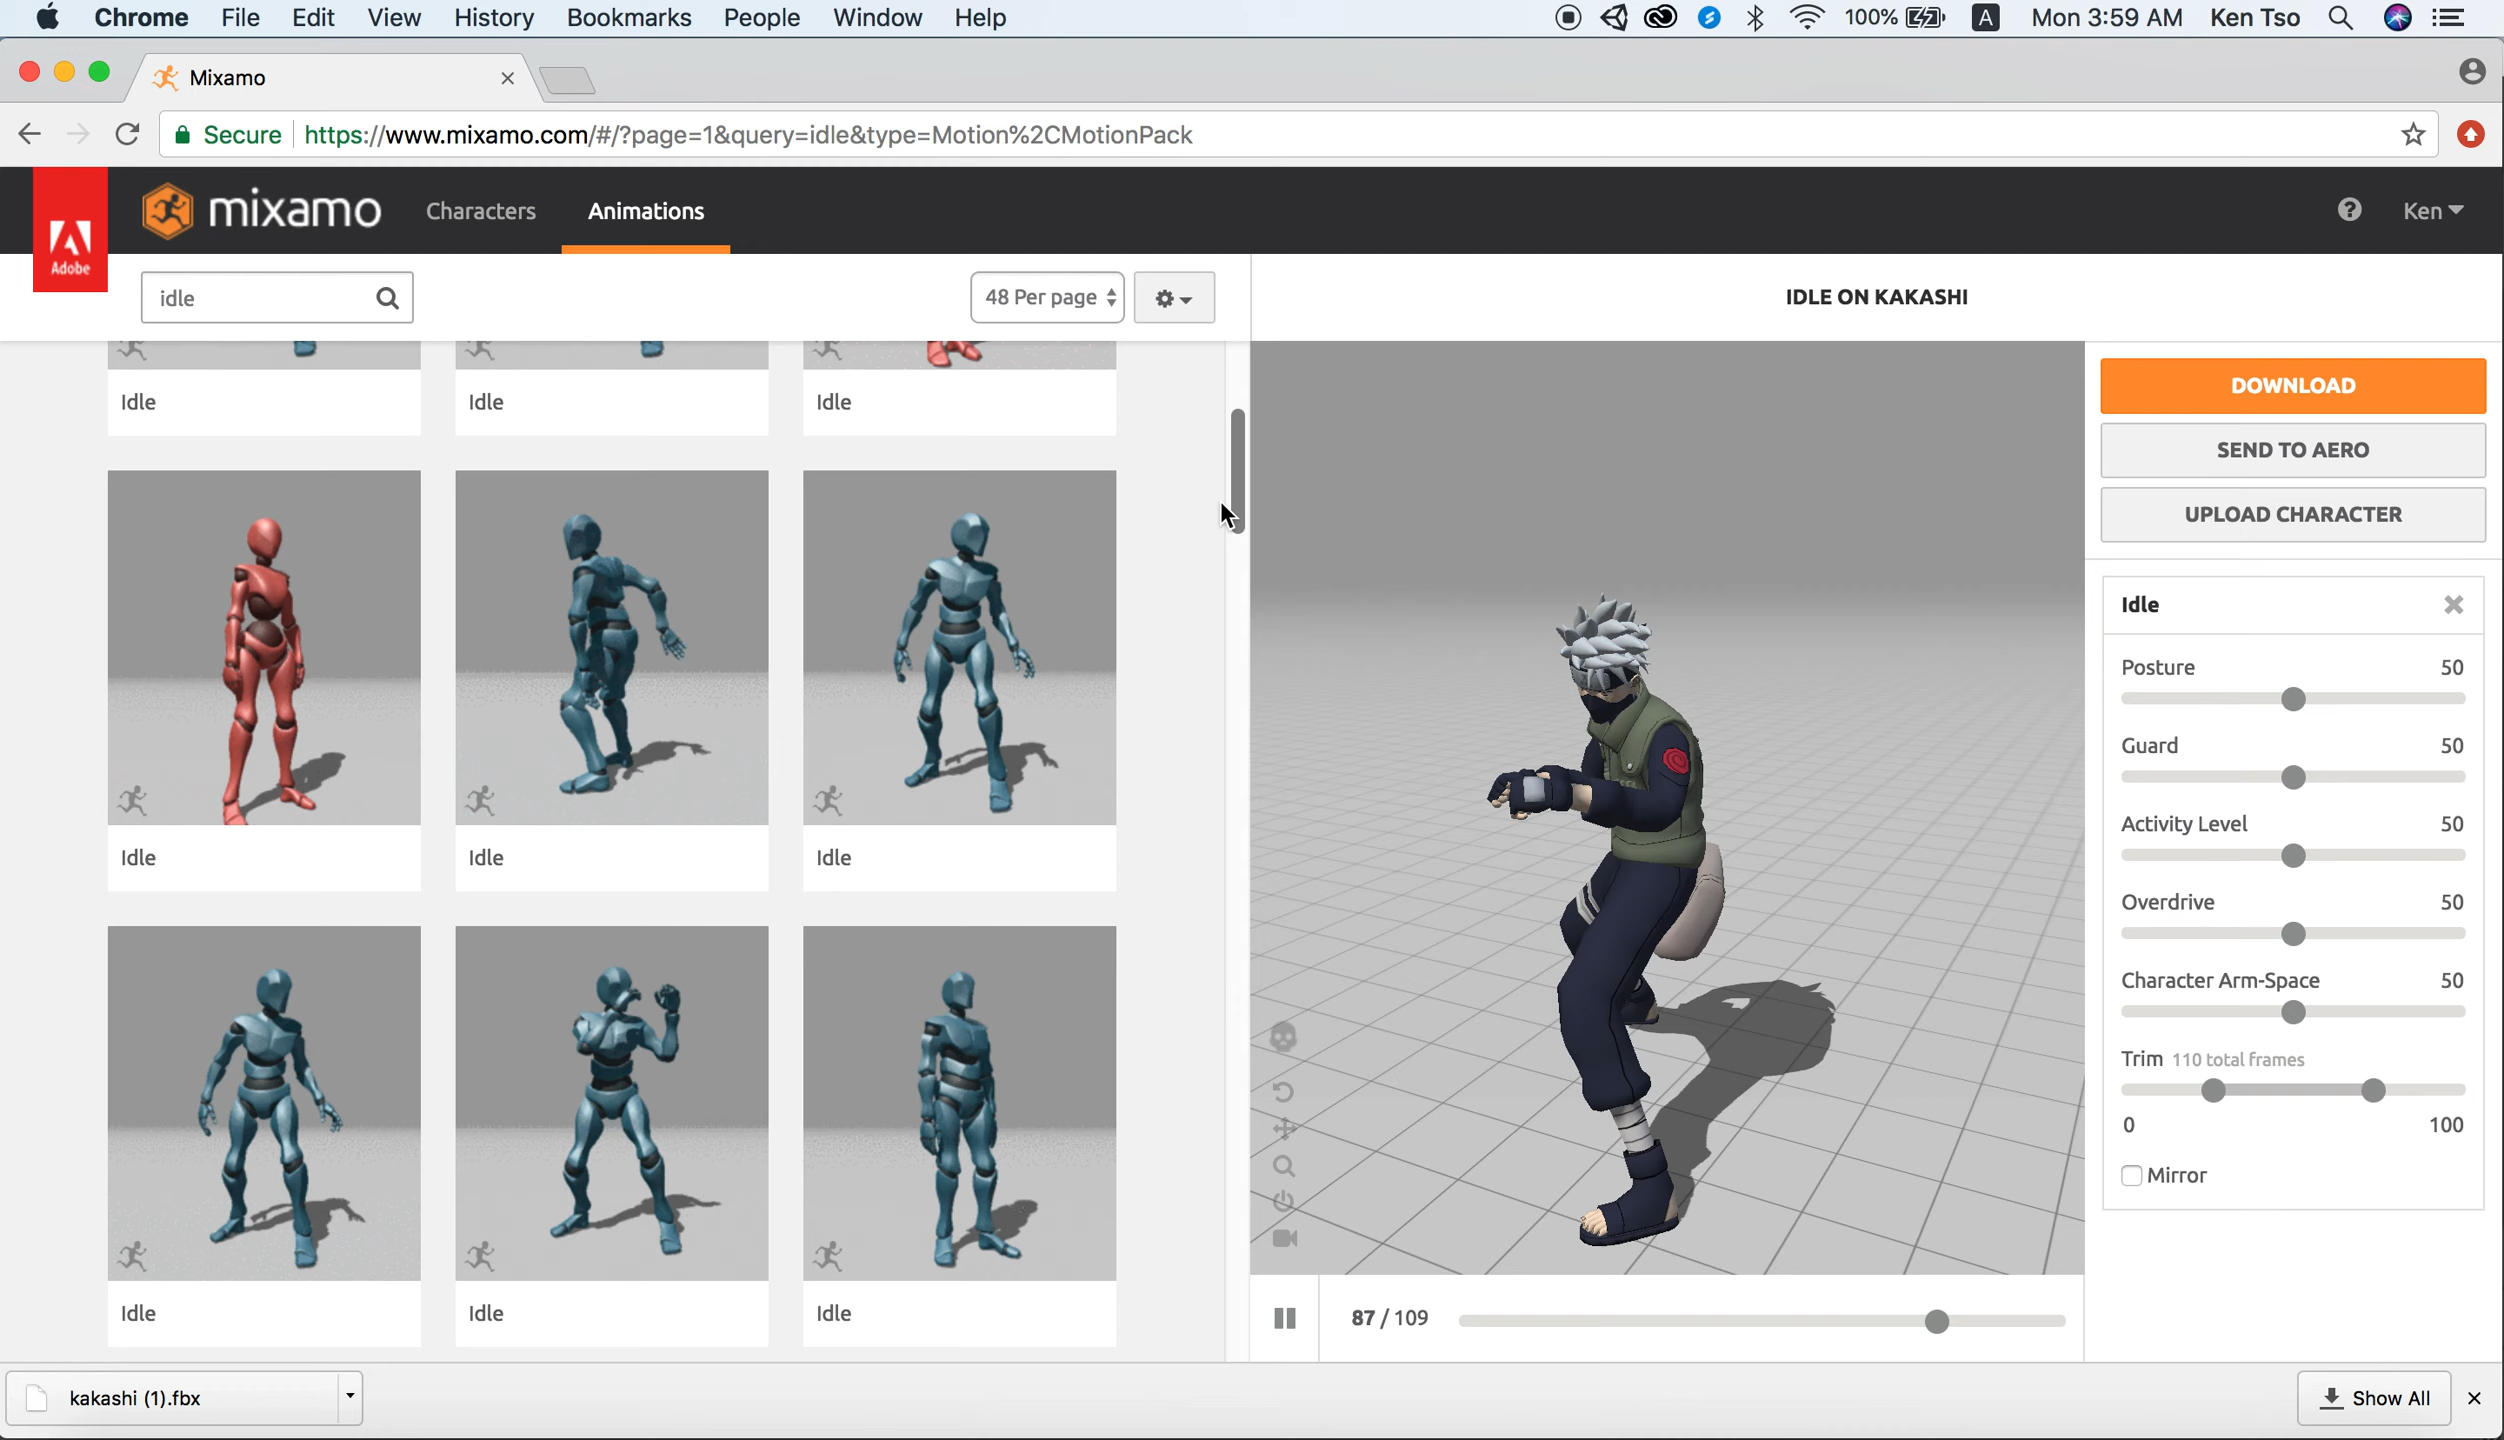 Chrome File Edit View History Bookmarks People Window Help 100% A Mon 3:59 AM Ken Tso
Mixamo
Secure https://www.mixamo.com/#/?page=1&query=idle&type=Motion%2CMotionPack
Adobe
mixamo Characters Animations Ken
idle 48 Per page IDLE ON KAKASHI
Idle Idle Idle
Idle Idle Idle
Idle Idle Idle
DOWNLOAD
SEND TO AERO
UPLOAD CHARACTER
Idle
Posture 50
Guard 50
Activity Level 50
Overdrive 50
Character Arm-Space 50
Trim 110 total frames
0 100
Mirror
87 / 109
kakashi (1).fbx Show All